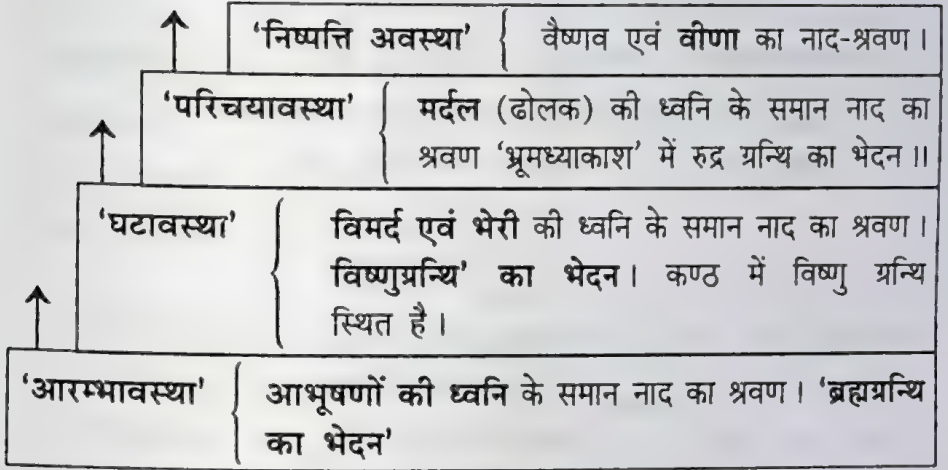 ‘निष्पत्ति अवस्था’ { वैष्णव एवं वीणा का नाद-श्रवण ।
‘परिचयावस्था’ { मर्दल (ढोलक) की ध्वनि के समान नाद का
श्रवण ‘भ्रूमध्याकाश’ में रुद्र ग्रन्थि का भेदन ।।
‘घटावस्था’ { विमर्द एवं भेरी की ध्वनि के समान नाद का श्रवण ।
विष्णुग्रन्थि’ का भेदन । कण्ठ में विष्णु ग्रन्थि
स्थित है ।
‘आरम्भावस्था’ { आभूषणों की ध्वनि के समान नाद का श्रवण । ‘ब्रह्मग्रन्थि
का भेदन’